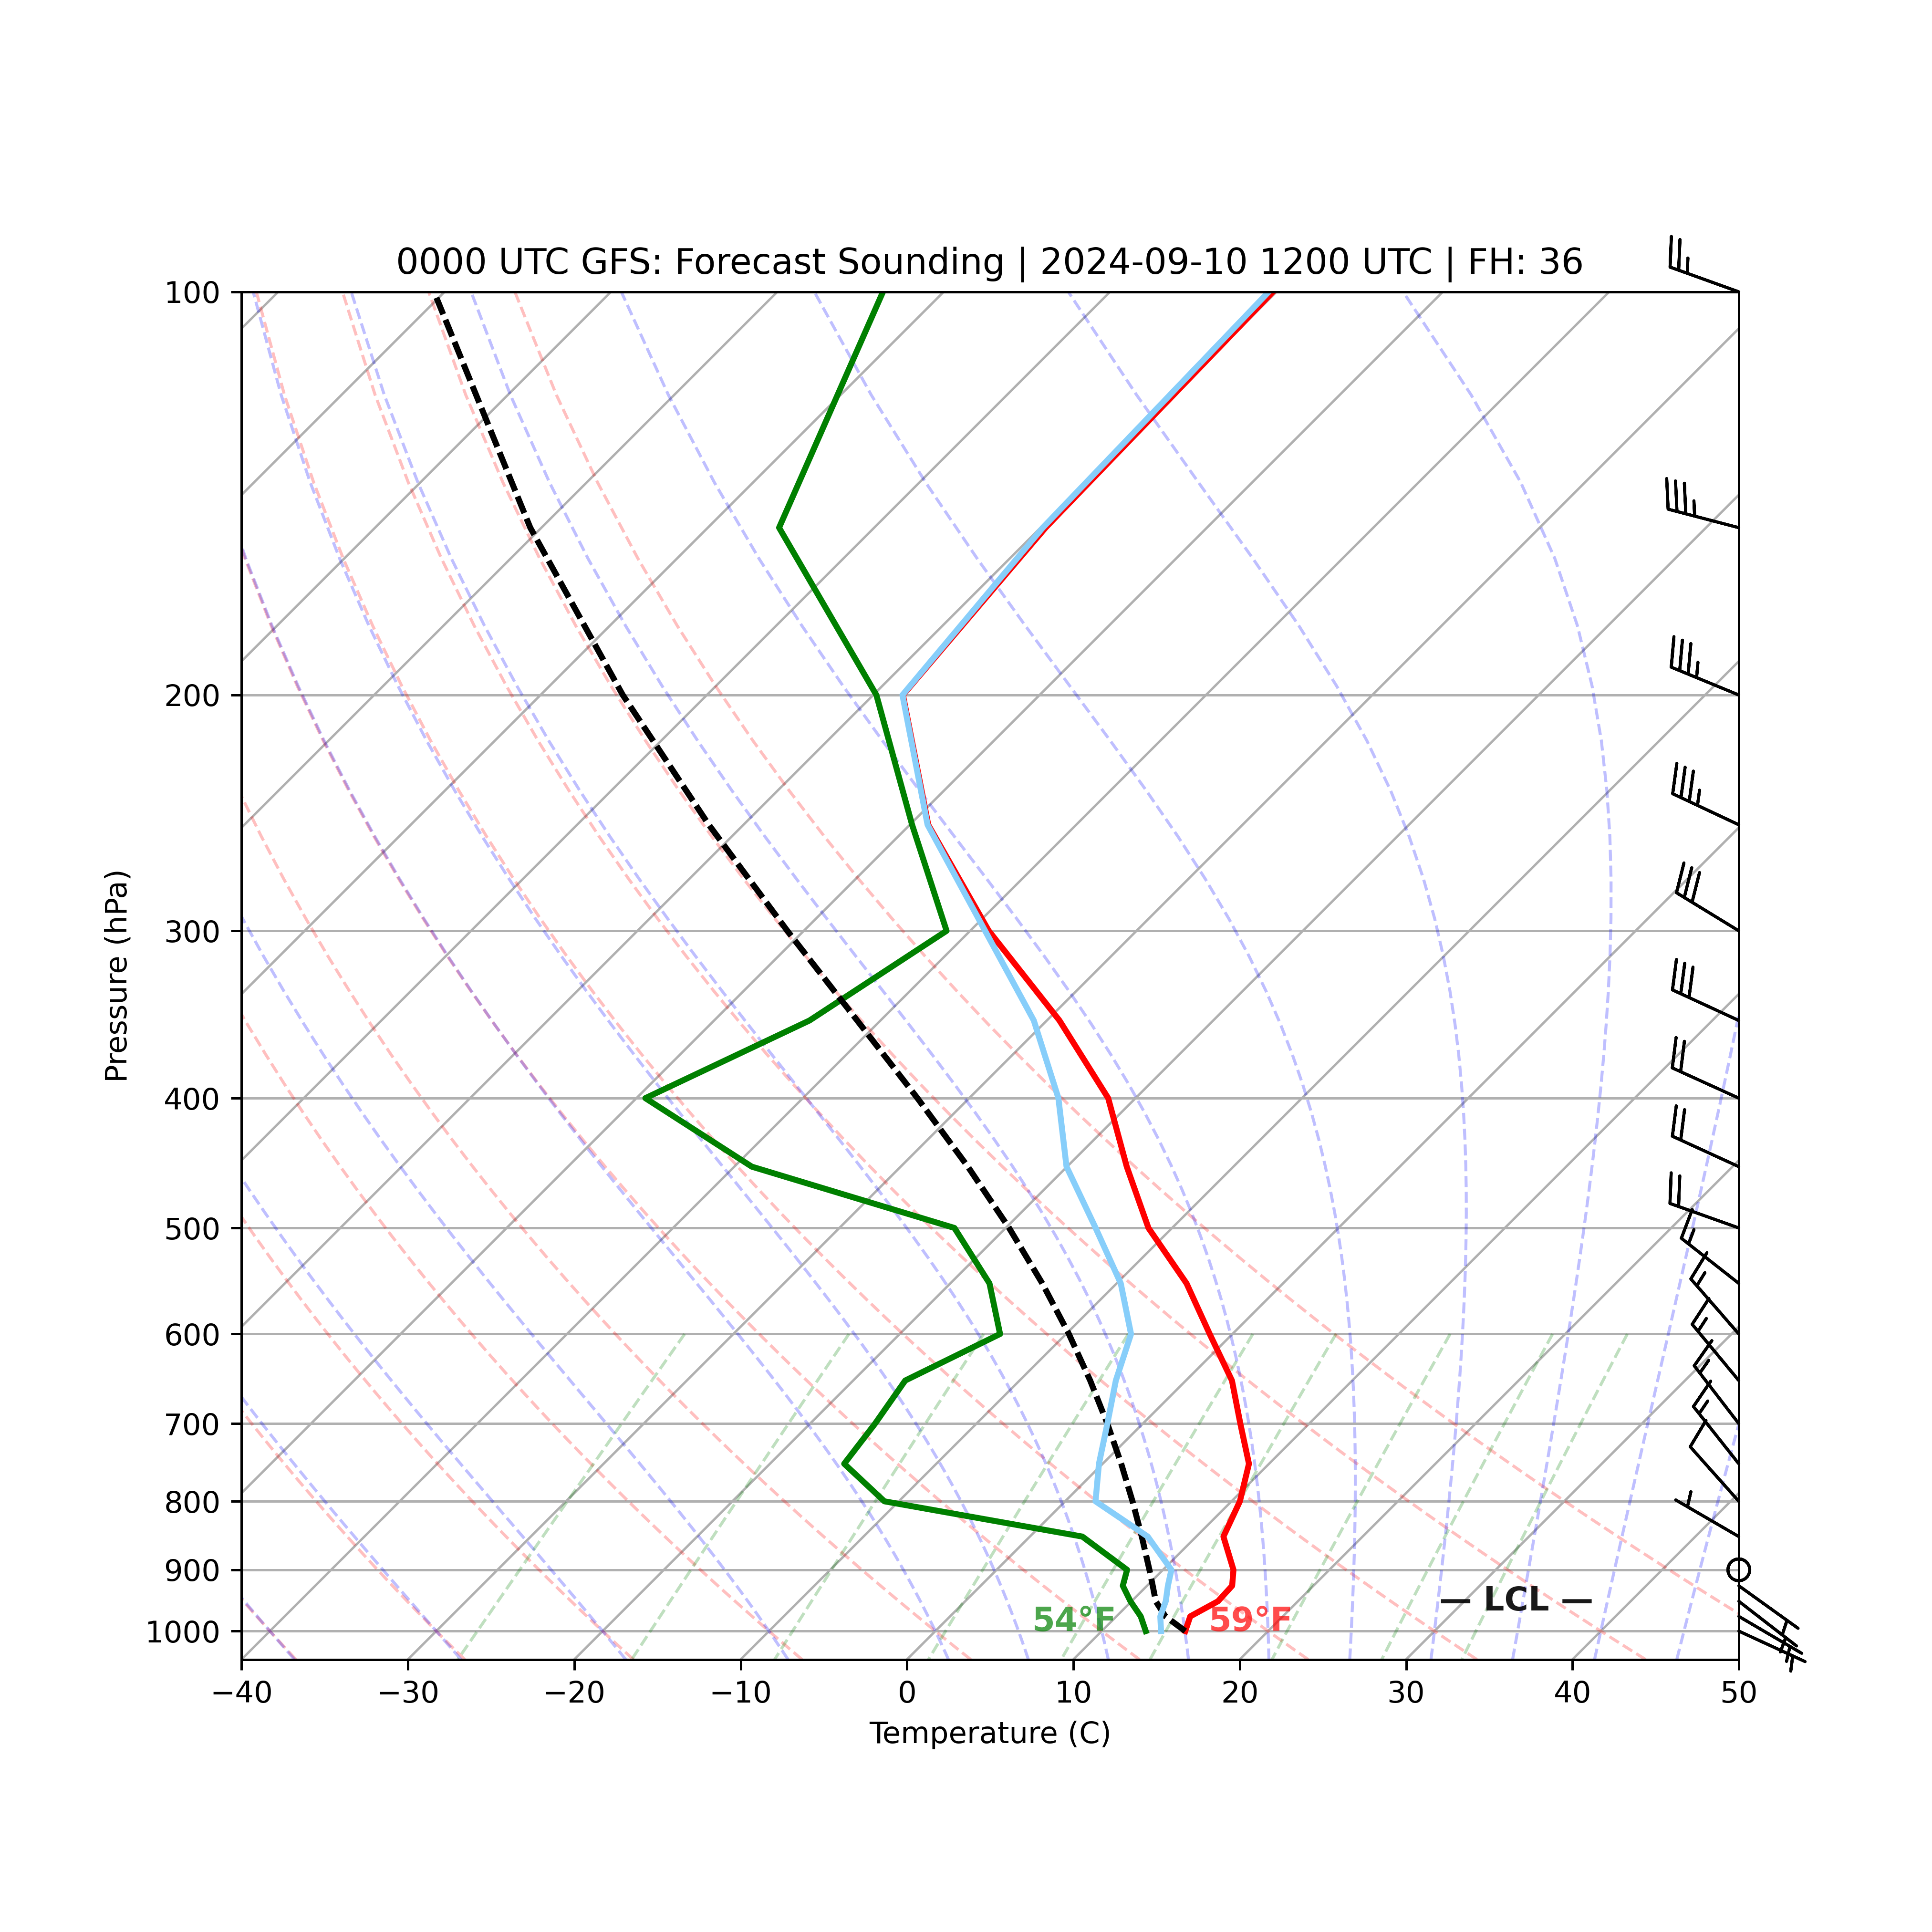 0000 UTC GFS: Forecast Sounding | 2024-09-10 1200 UTC | FH: 36
100
200
300
400
500
600
700
800
900
1000
Pressure (hPa)
— LCL —
54°F
59°F
−40 −30 −20 −10 0 10 20 30 40 50
Temperature (C)